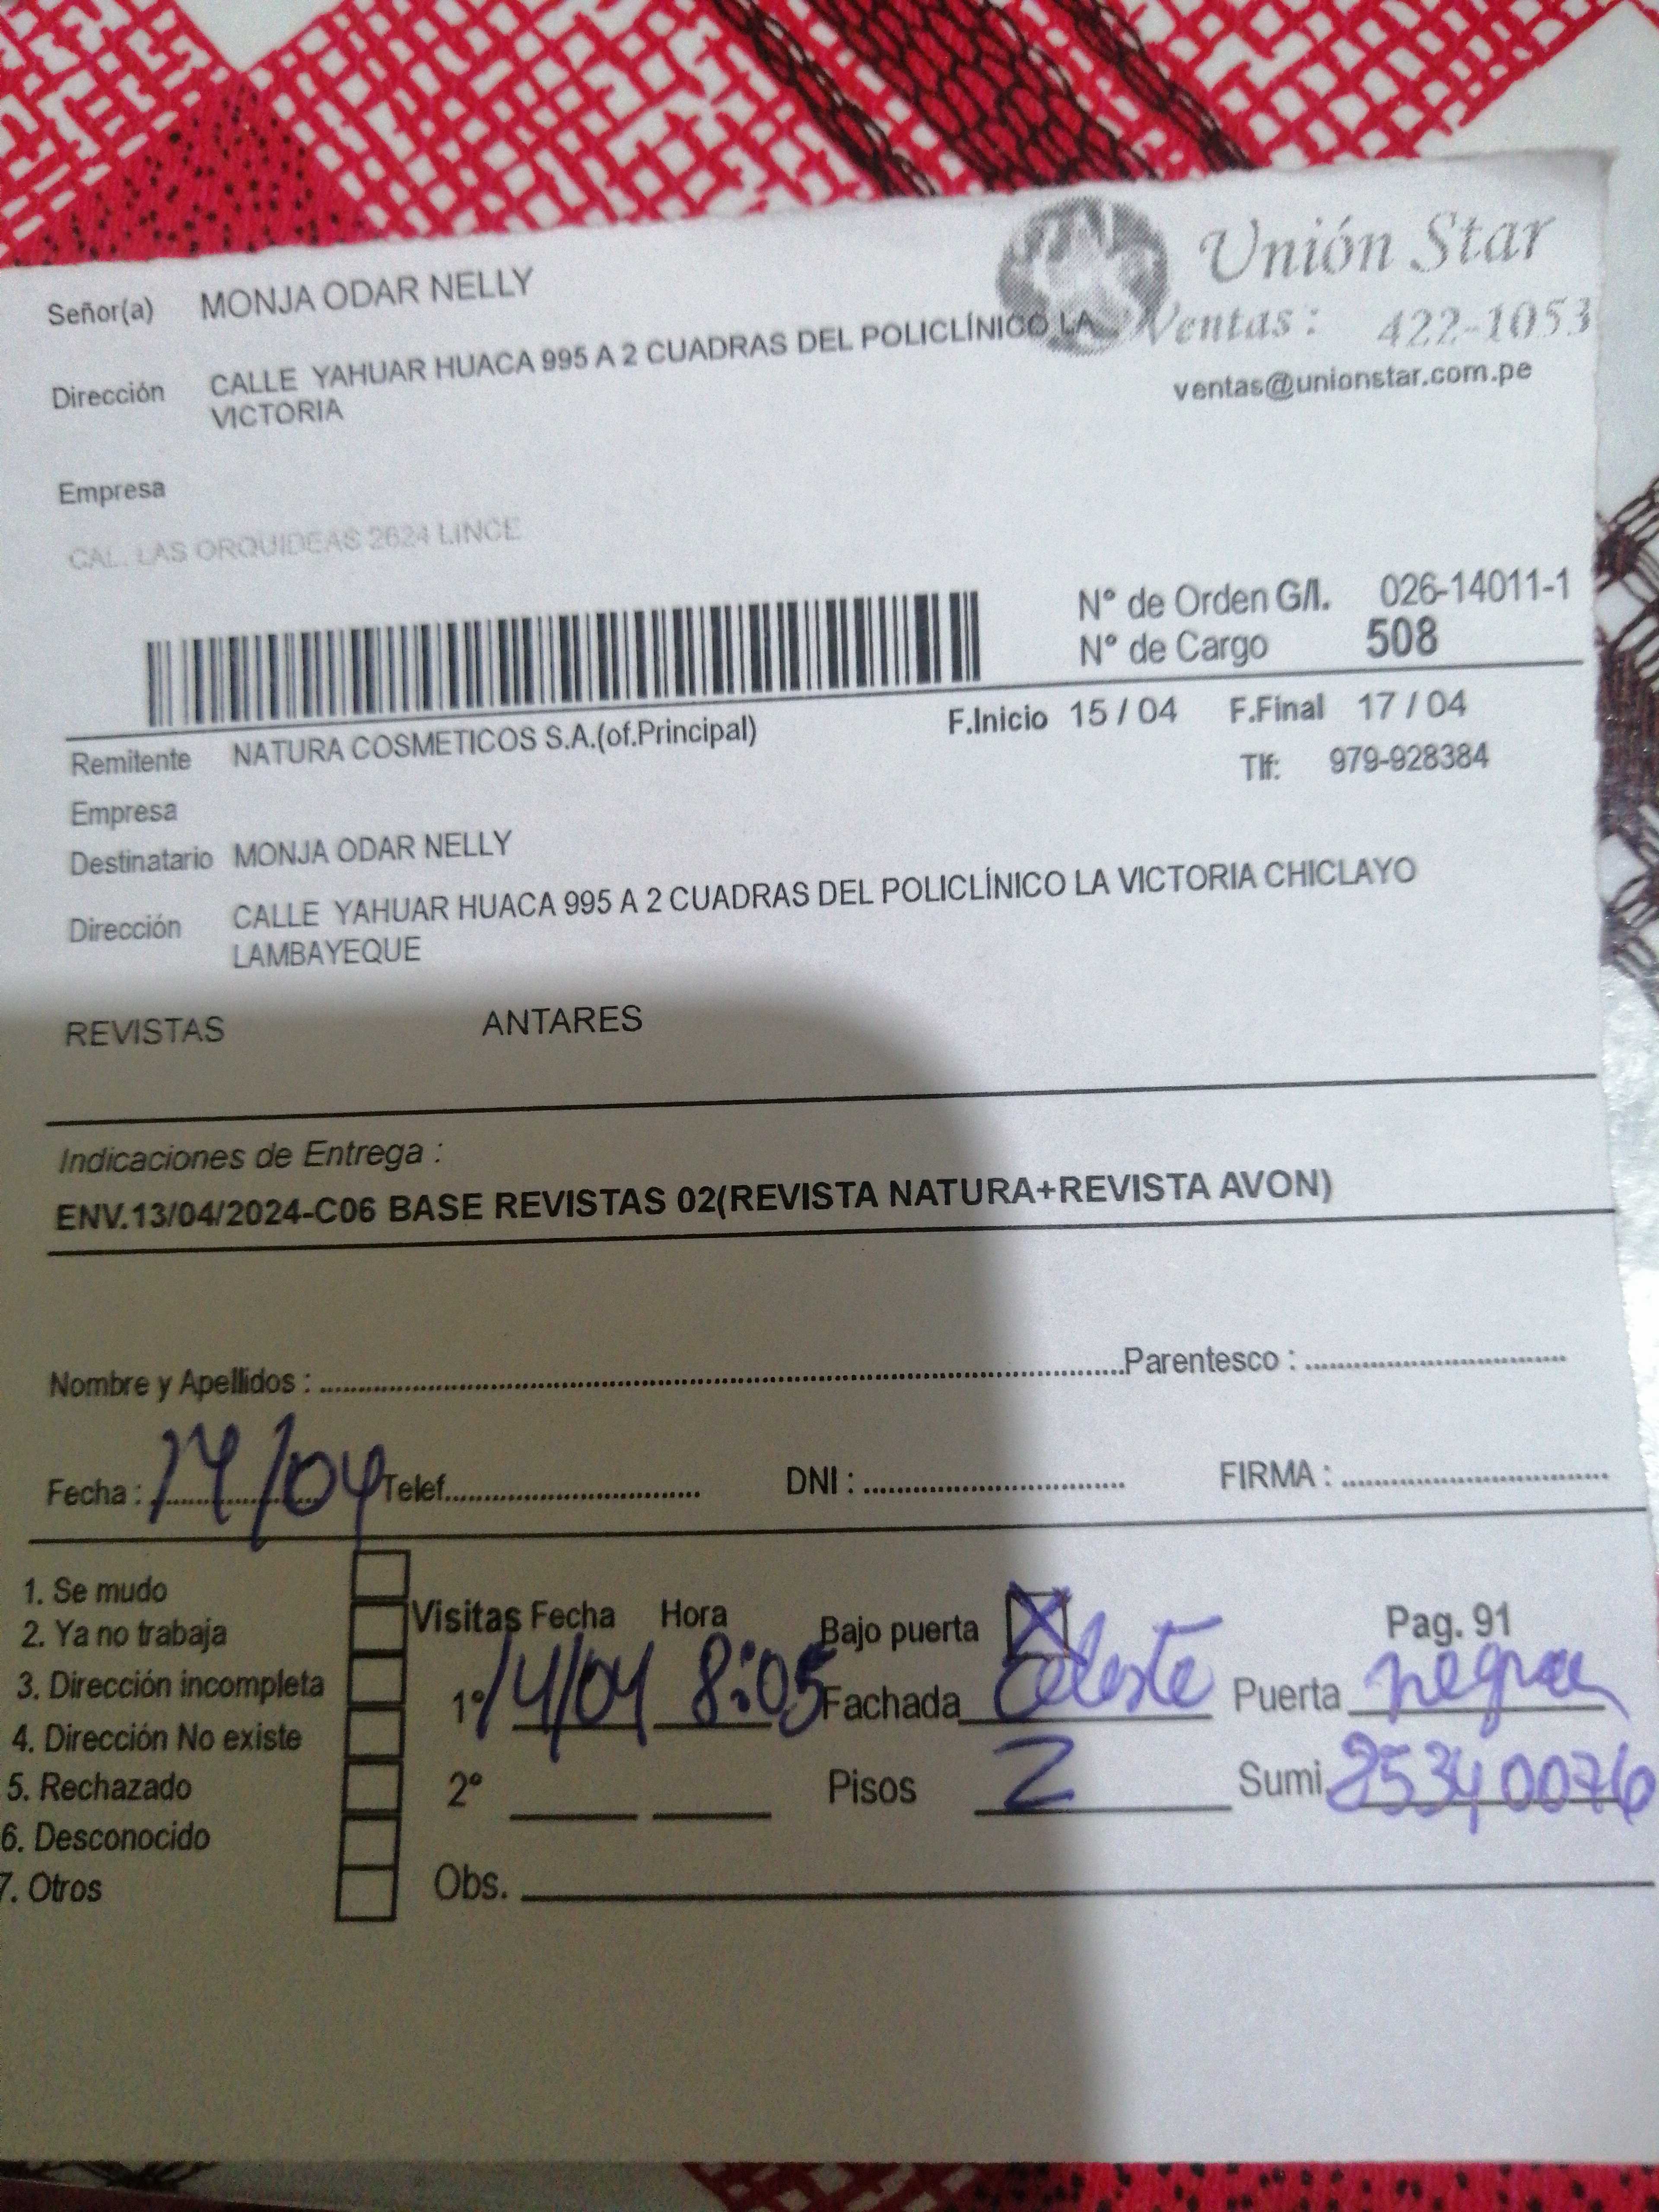 Unión Star
Señor(a) MONJA ODAR NELLY
Ventas: 422-1053
Dirección CALLE YAHUAR HUACA 995 A 2 CUADRAS DEL POLICLÍNICO LA
VICTORIA
ventas@unionstar.com.pe
Empresa
CAL. LAS ORQUIDEAS 2624 LINCE
N° de Orden G/I. 026-14011-1
N° de Cargo 508
F.Inicio 15 / 04 F.Final 17 / 04
Remitente NATURA COSMETICOS S.A.(of.Principal)
Tlf: 979-928384
Empresa
Destinatario MONJA ODAR NELLY
Dirección CALLE YAHUAR HUACA 995 A 2 CUADRAS DEL POLICLÍNICO LA VICTORIA CHICLAYO
LAMBAYEQUE
REVISTAS ANTARES
Indicaciones de Entrega :
ENV.13/04/2024-C06 BASE REVISTAS 02(REVISTA NATURA+REVISTA AVON)
Nombre y Apellidos : Parentesco :
Fecha : 14/04 Telef. DNI : FIRMA :
1. Se mudo
2. Ya no trabaja
3. Dirección incompleta
4. Dirección No existe
5. Rechazado
6. Desconocido
7. Otros
Visitas Fecha Hora Bajo puerta X Pag. 91
1° 14/04 8:05 Fachada Celeste Puerta negra
2° Pisos 2 Sumi 25340076
Obs.